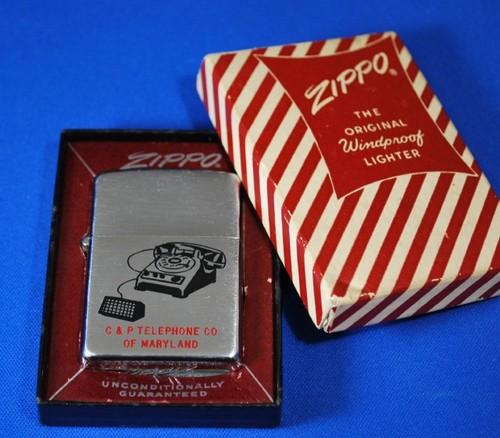 ZIPPO®
THE
ORIGINAL
Windproof
LIGHTER
ZIPPO
C & P TELEPHONE CO.
OF MARYLAND
UNCONDITIONALLY
GUARANTEED